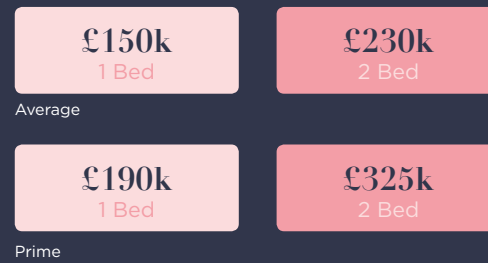 £150k
1 Bed
£230k
2 Bed
Average
£190k
1 Bed
£325k
2 Bed
Prime